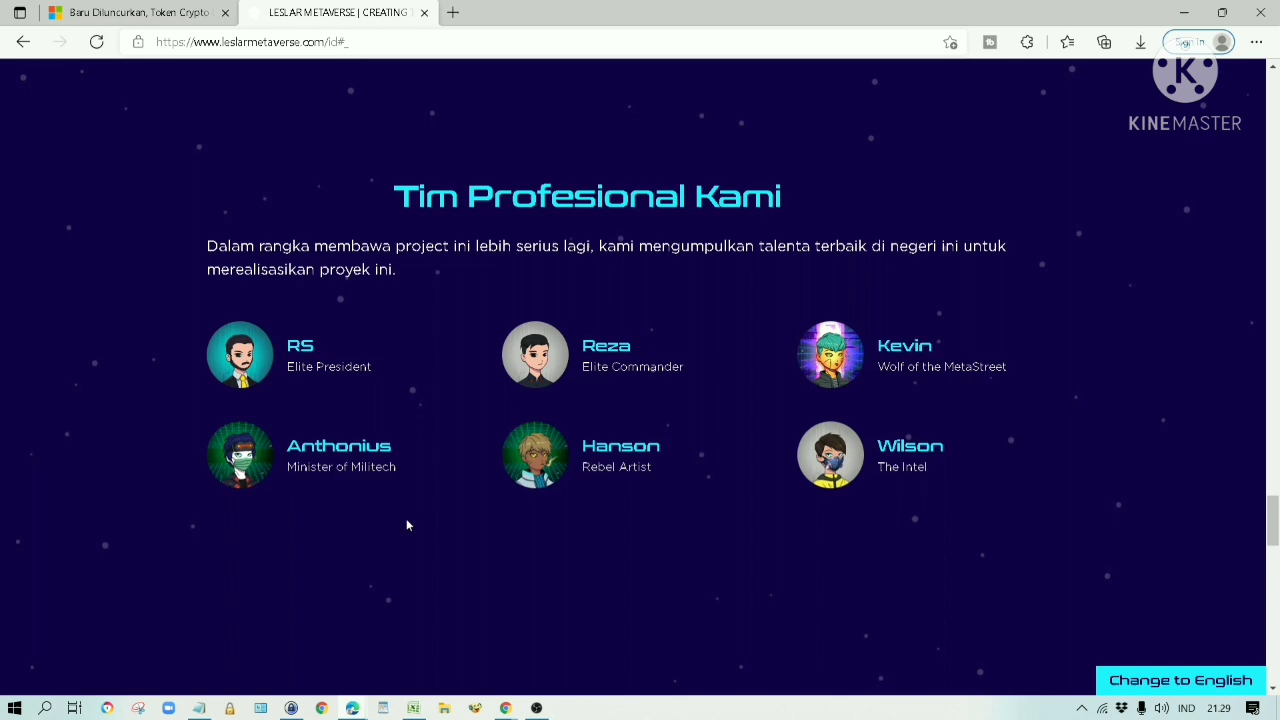 Baru Diluncurkan, Token Crypto
LESLAR METAVERSE | CREATING
https://www.leslarmetaverse.com/id#_
Sign in
K
KINEMASTER
Tim Profesional Kami
Dalam rangka membawa project ini lebih serius lagi, kami mengumpulkan talenta terbaik di negeri ini untuk
merealisasikan proyek ini.
RS
Elite President
Reza
Elite Commander
Kevin
Wolf of the MetaStreet
Anthonius
Minister of Militech
Hanson
Rebel Artist
Wilson
The Intel
Change to English
IND
21.29